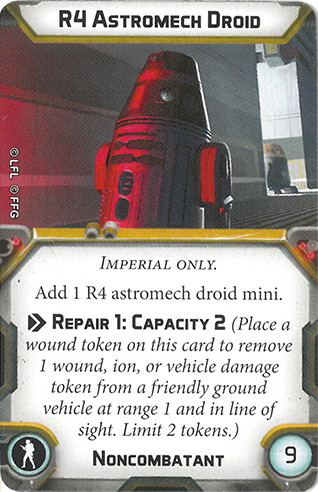 R4 Astromech Droid
© LFL © FFG
Imperial only.
Add 1 R4 astromech droid mini.
Repair 1: Capacity 2 (Place a
wound token on this card to remove
1 wound, ion, or vehicle damage
token from a friendly ground
vehicle at range 1 and in line of
sight. Limit 2 tokens.)
Noncombatant
9